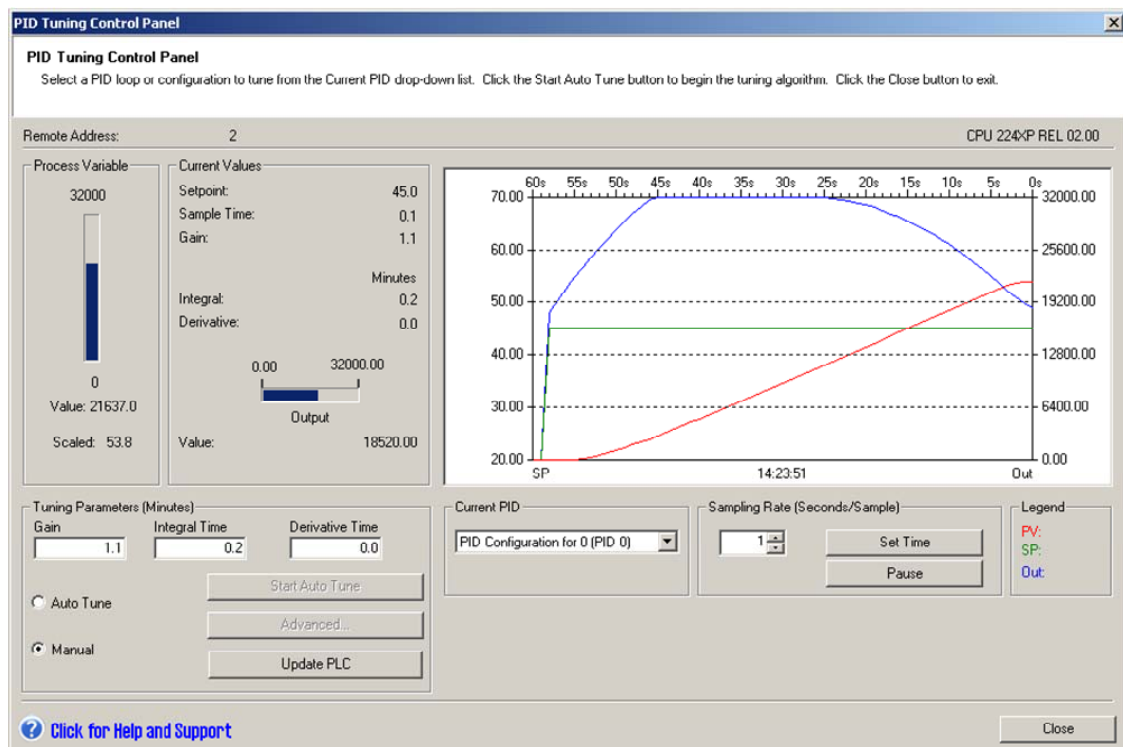 PID Tuning Control Panel
PID Tuning Control Panel
Select a PID loop or configuration to tune from the Current PID drop-down list. Click the Start Auto Tune button to begin the tuning algorithm. Click the Close button to exit.
Remote Address: 2 CPU 224XP REL 02.00
Process Variable
32000
0
Value: 21637.0
Scaled: 53.8
Current Values
Setpoint: 45.0
Sample Time: 0.1
Gain: 1.1
Minutes
Integral: 0.2
Derivative: 0.0
0.00 32000.00
Output
Value: 18520.00
60s 55s 50s 45s 40s 35s 30s 25s 20s 15s 10s 5s 0s
70.00 32000.00
60.00 25600.00
50.00 19200.00
40.00 12800.00
30.00 6400.00
20.00 0.00
SP 14:23:51 Out
Tuning Parameters (Minutes)
Gain Integral Time Derivative Time
1.1 0.2 0.0
Auto Tune
Manual
Start Auto Tune
Advanced...
Update PLC
Current PID
PID Configuration for 0 (PID 0)
Sampling Rate (Seconds/Sample)
1 Set Time
Pause
Legend
PV:
SP:
Out:
? Click for Help and Support
Close